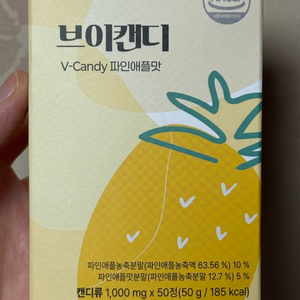 브이캔디
V-Candy 파인애플맛
파인애플농축분말(파인애플농축액 63.56 %) 10 %
파인애플맛분말(파인애플농축분말 12.7 %) 5 %
캔디류 1,000 mg x 50정(50 g / 185 kcal)